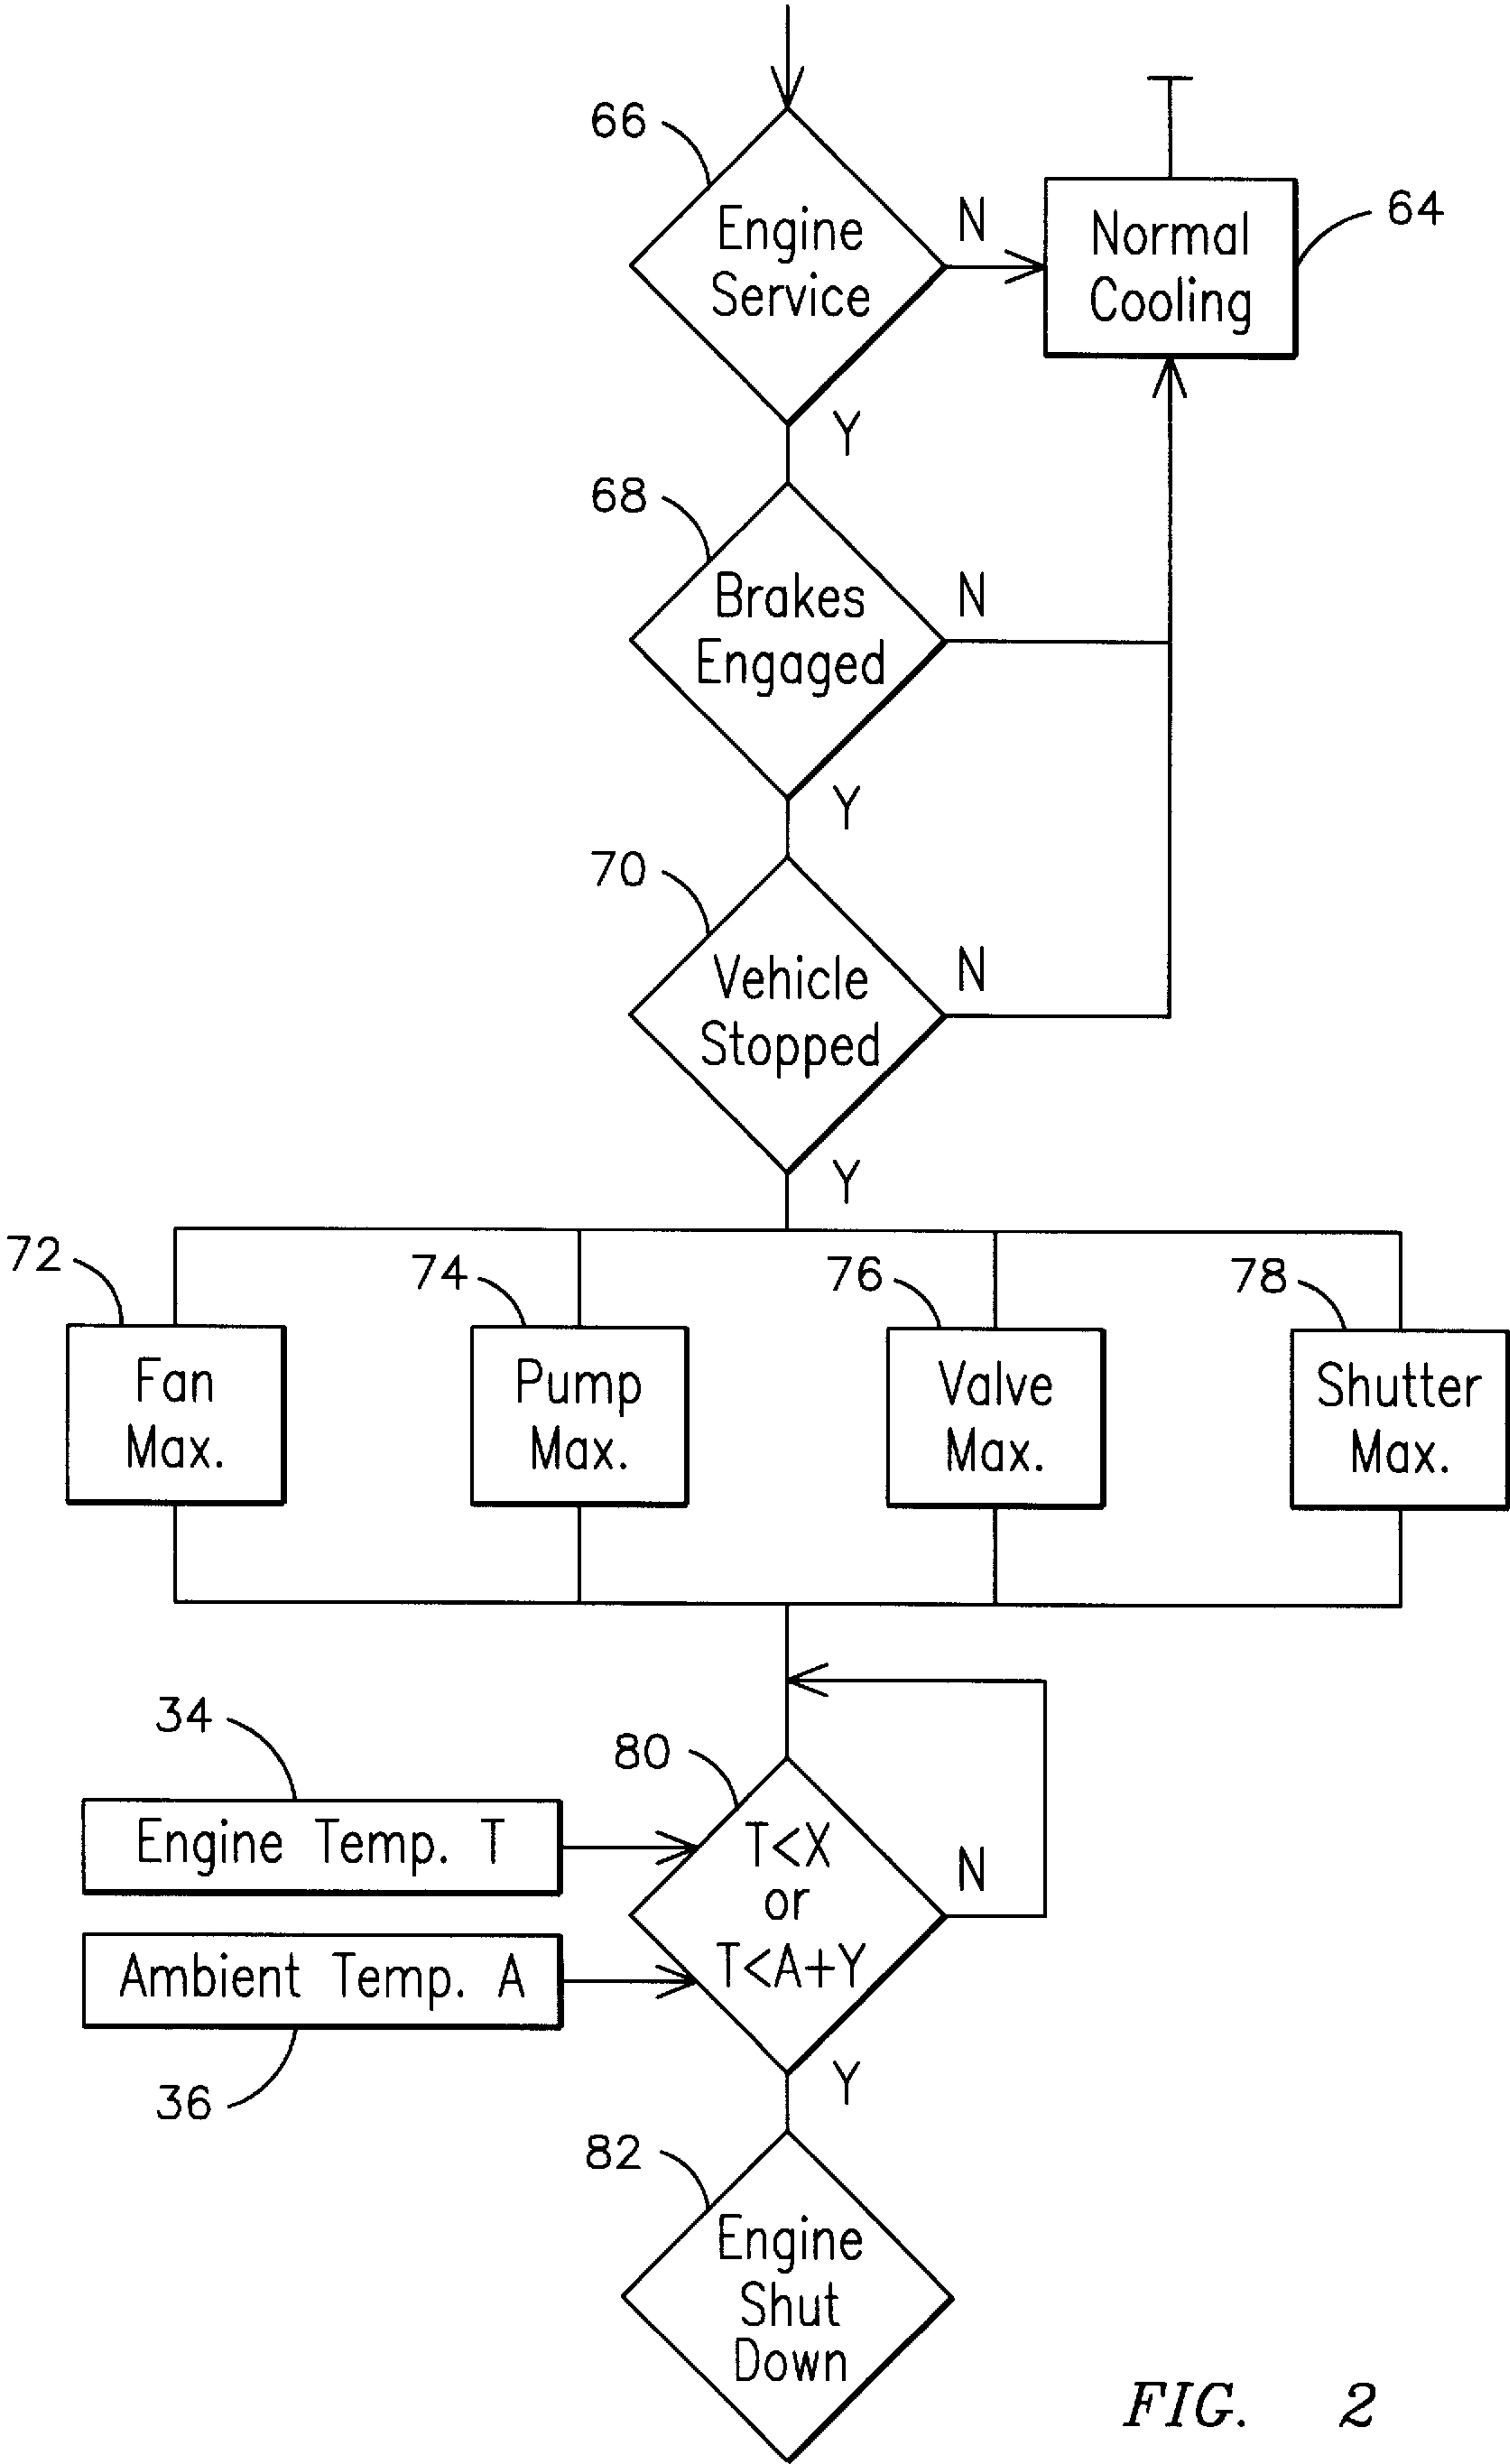 66
Engine
Service
N
Normal
Cooling
64
Y
68
Brakes
Engaged
N
Y
70
Vehicle
Stopped
N
Y
72
Fan
Max.
74
Pump
Max.
76
Valve
Max.
78
Shutter
Max.
34
Engine Temp. T
80
T<X
or
T<A+Y
N
Ambient Temp. A
36
Y
82
Engine
Shut
Down
FIG. 2